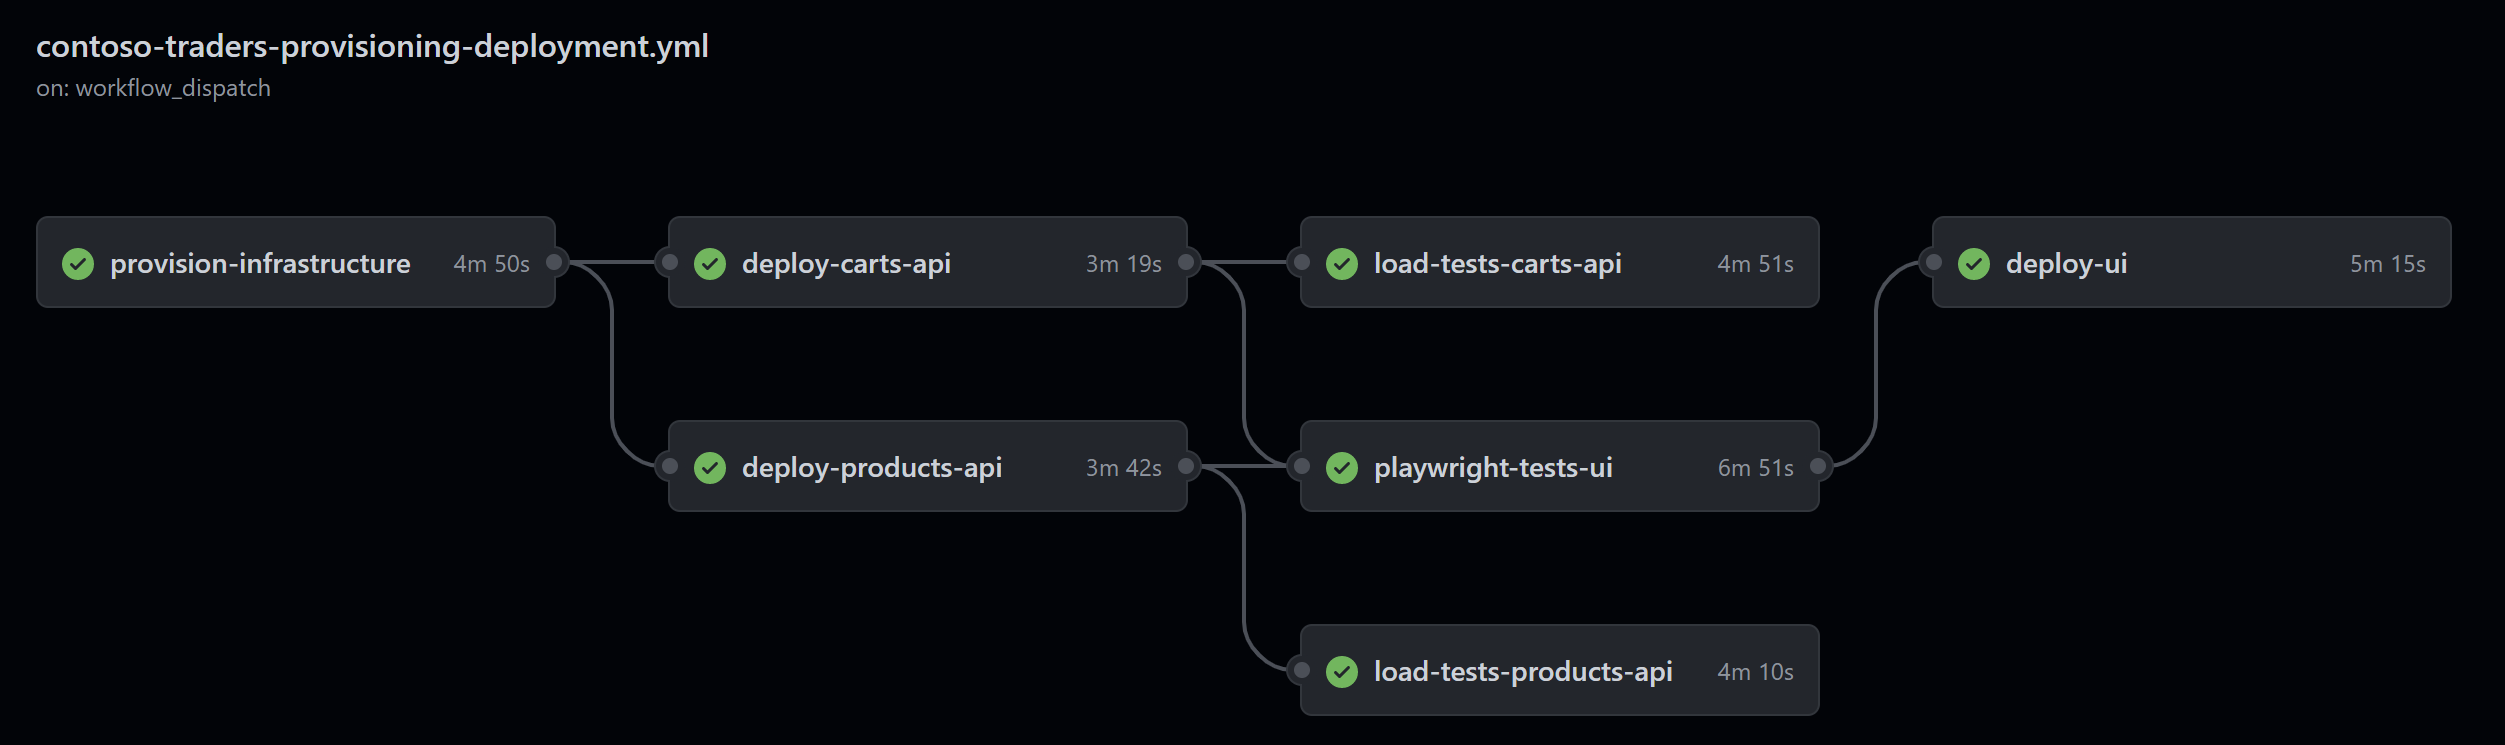 contoso-traders-provisioning-deployment.yml
on: workflow_dispatch
provision-infrastructure 4m 50s
deploy-carts-api 3m 19s
load-tests-carts-api 4m 51s
deploy-ui 5m 15s
deploy-products-api 3m 42s
playwright-tests-ui 6m 51s
load-tests-products-api 4m 10s